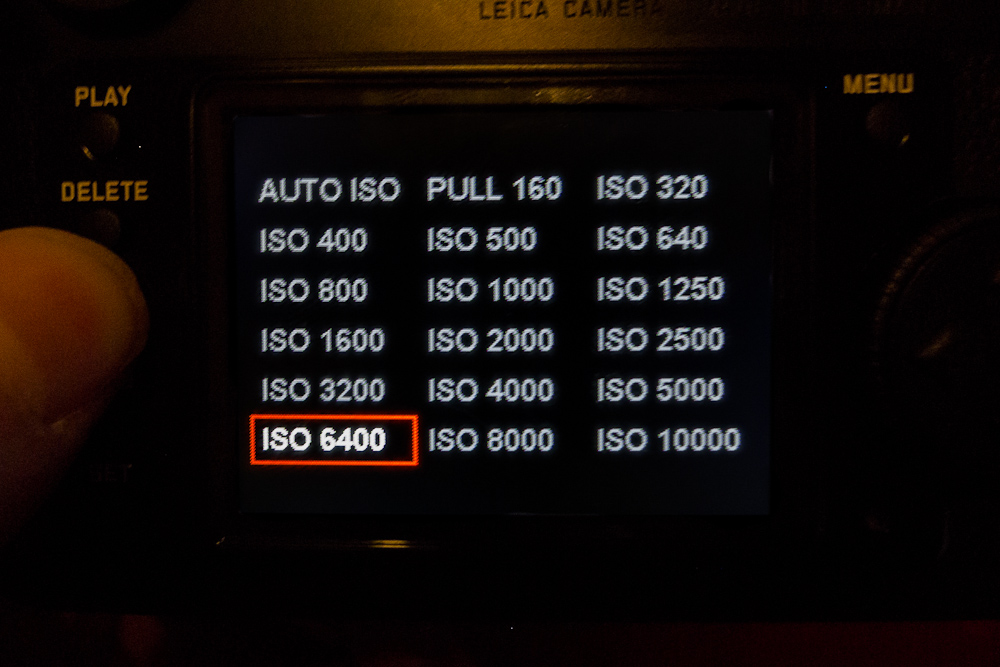 LEICA CAMERA
PLAY
MENU
DELETE
AUTO ISO PULL 160 ISO 320
ISO 400 ISO 500 ISO 640
ISO 800 ISO 1000 ISO 1250
ISO 1600 ISO 2000 ISO 2500
ISO 3200 ISO 4000 ISO 5000
ISO 6400 ISO 8000 ISO 10000